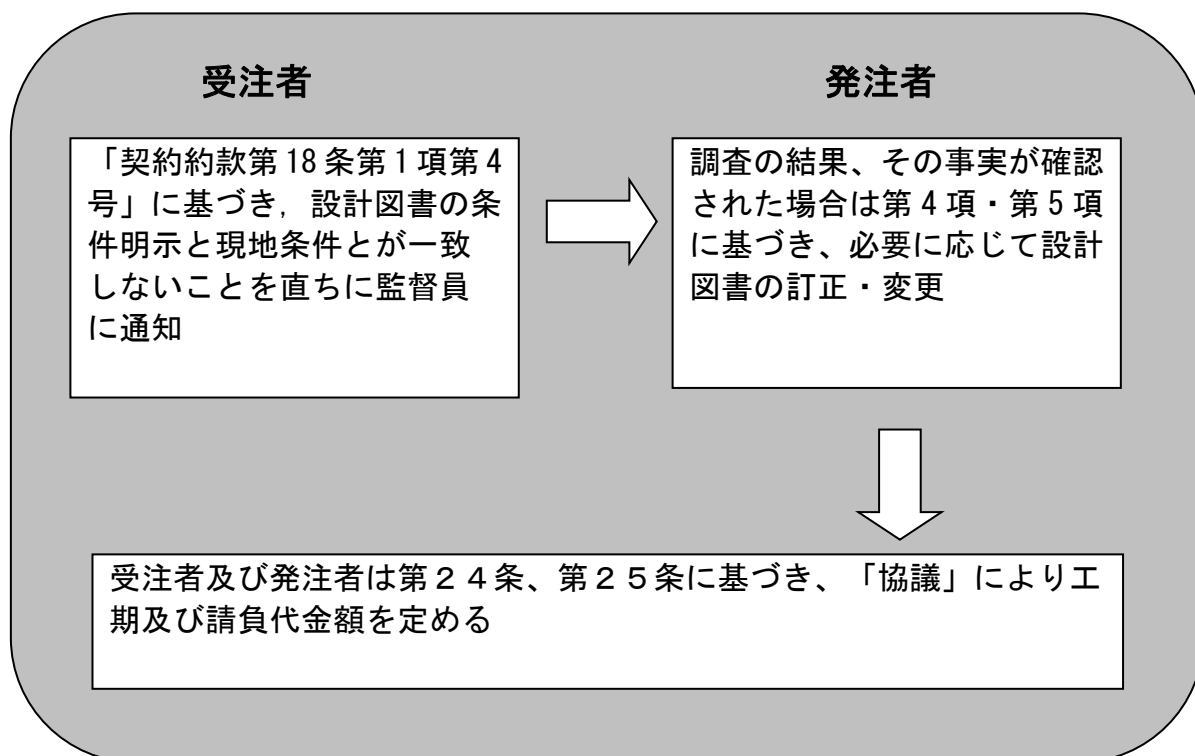 受注者
発注者
「契約約款第18条第1項第4
号」に基づき,設計図書の条
件明示と現地条件とが一致
しないことを直ちに監督員
に通知
調査の結果、その事実が確認
された場合は第4項・第5項
に基づき、必要に応じて設計
図書の訂正・変更
受注者及び発注者は第２４条、第２５条に基づき、「協議」により工
期及び請負代金額を定める